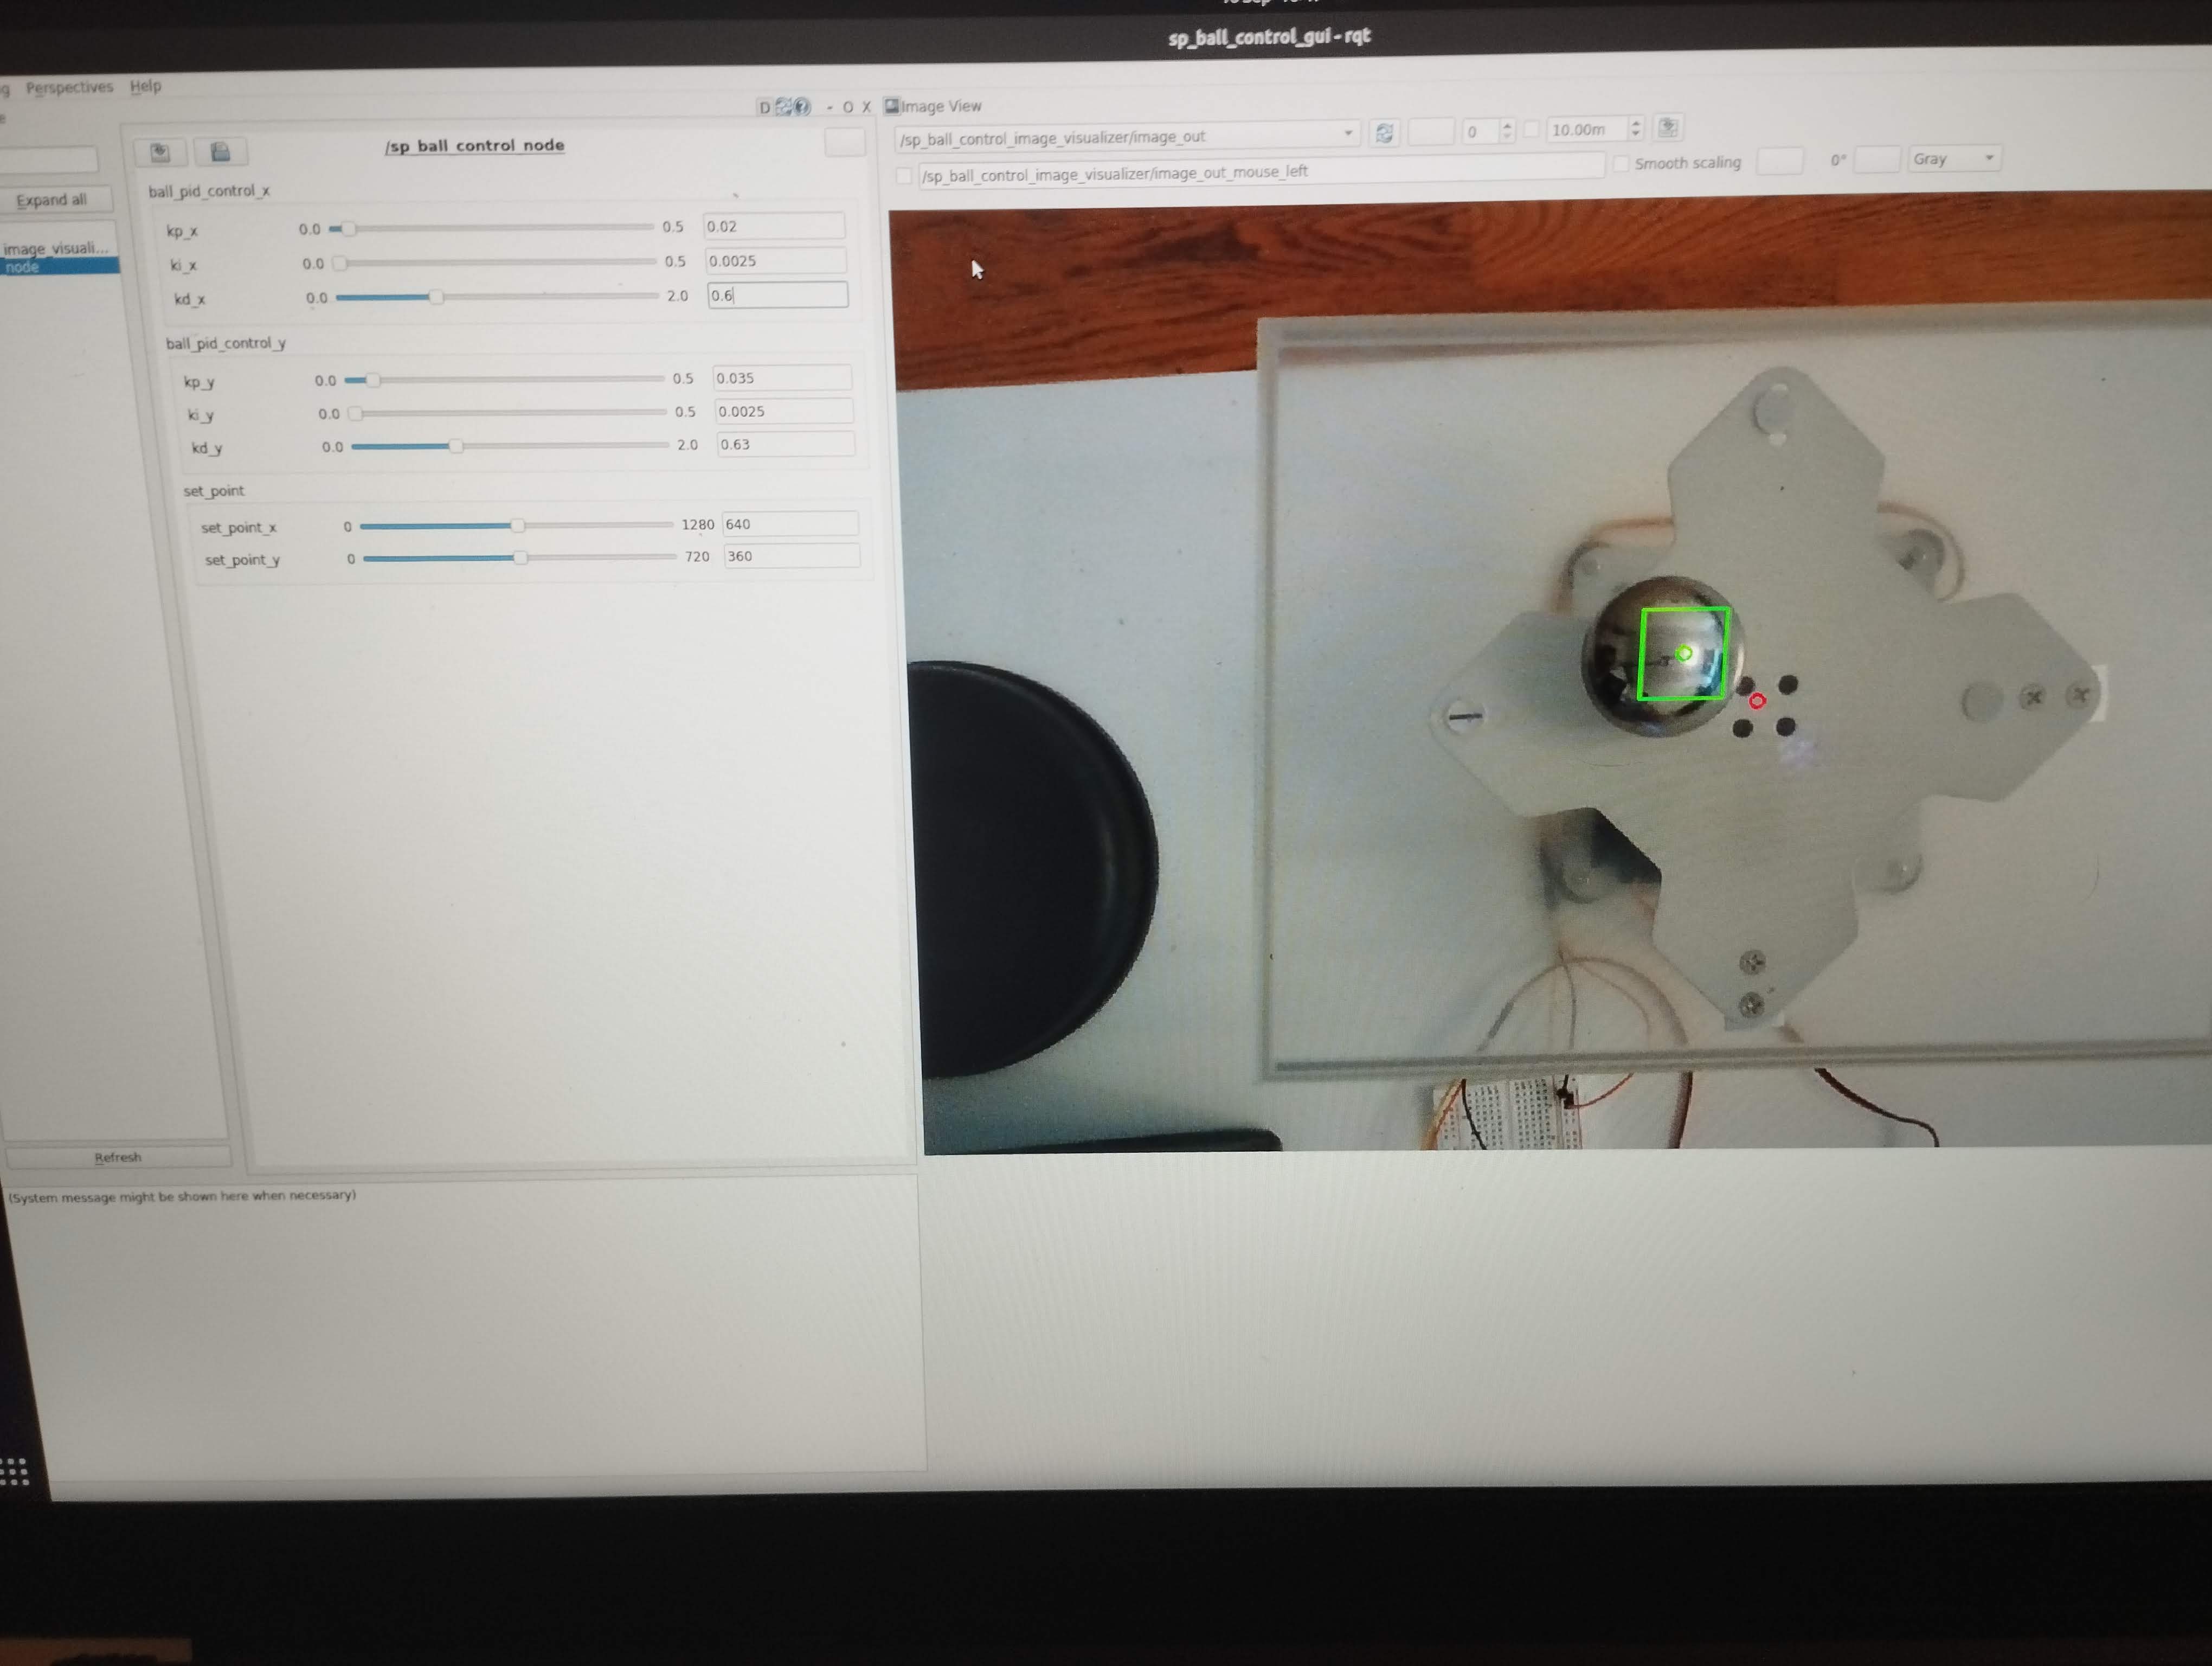 sp_ball_control_gui - rqt
Perspectives Help
D - O X Image View
/sp_ball_control_node
/sp_ball_control_image_visualizer/image_out
0
10.00m
/sp_ball_control_image_visualizer/image_out_mouse_left
Smooth scaling
0°
Gray
Expand all
image_visuali...
node
ball_pid_control_x
kp_x 0.0 0.5 0.02
ki_x 0.0 0.5 0.0025
kd_x 0.0 2.0 0.6
ball_pid_control_y
kp_y 0.0 0.5 0.035
ki_y 0.0 0.5 0.0025
kd_y 0.0 2.0 0.63
set_point
set_point_x 0 1280 640
set_point_y 0 720 360
Refresh
(System message might be shown here when necessary)